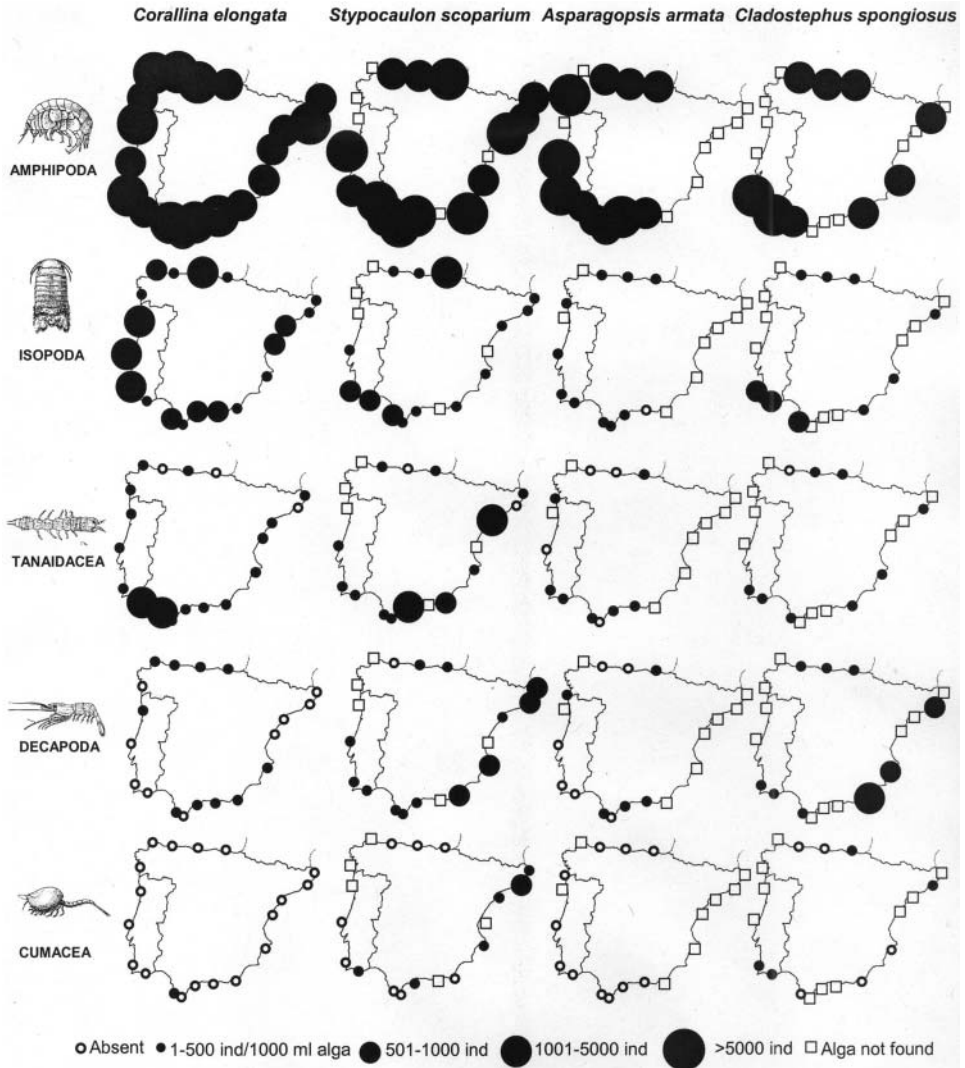 Corallina elongata Stypocaulon scoparium Asparagopsis armata Cladostephus spongiosus
AMPHIPODA
ISOPODA
TANAIDACEA
DECAPODA
CUMACEA
Absent 1-500 ind/1000 ml alga 501-1000 ind 1001-5000 ind >5000 ind Alga not found